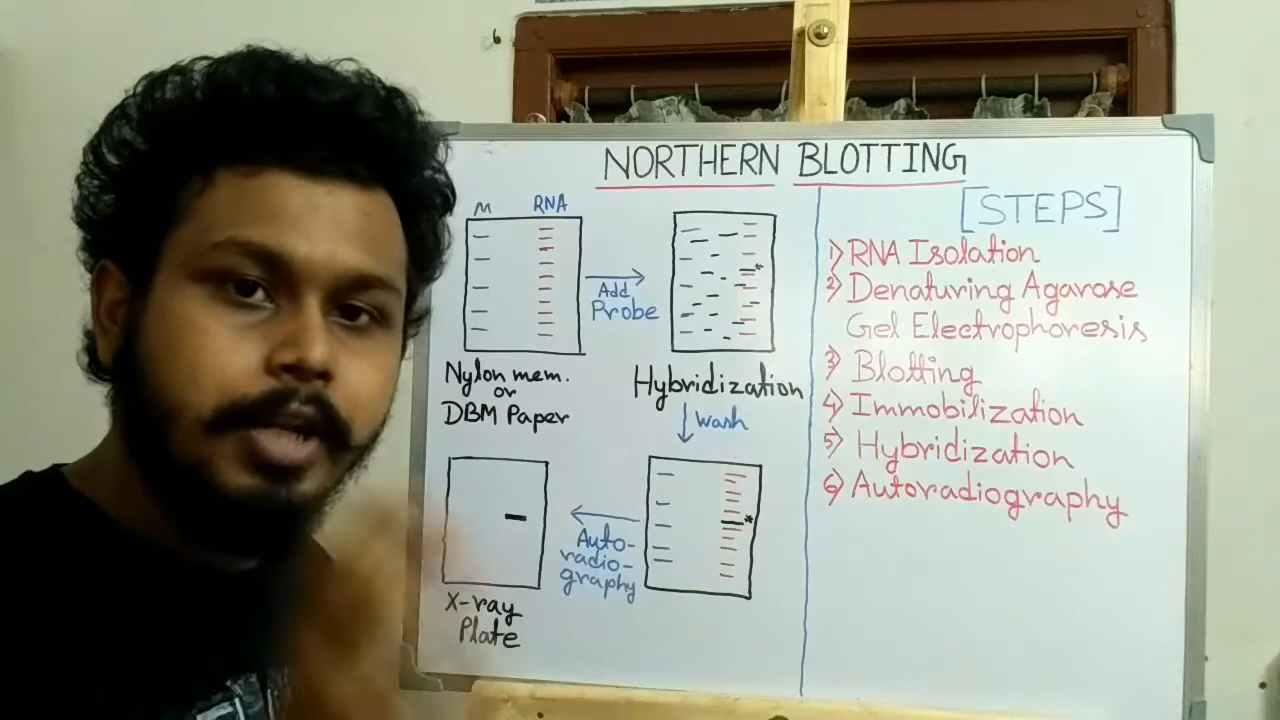 NORTHERN BLOTTING
M RNA
Add
Probe
Nylon mem.
or
DBM Paper
Hybridization
Wash
*
*
Auto-
radio-
graphy
X-ray
Plate
[STEPS]
1) RNA Isolation
2) Denaturing Agarose
Gel Electrophoresis
3) Blotting
4) Immobilization
5) Hybridization
6) Autoradiography